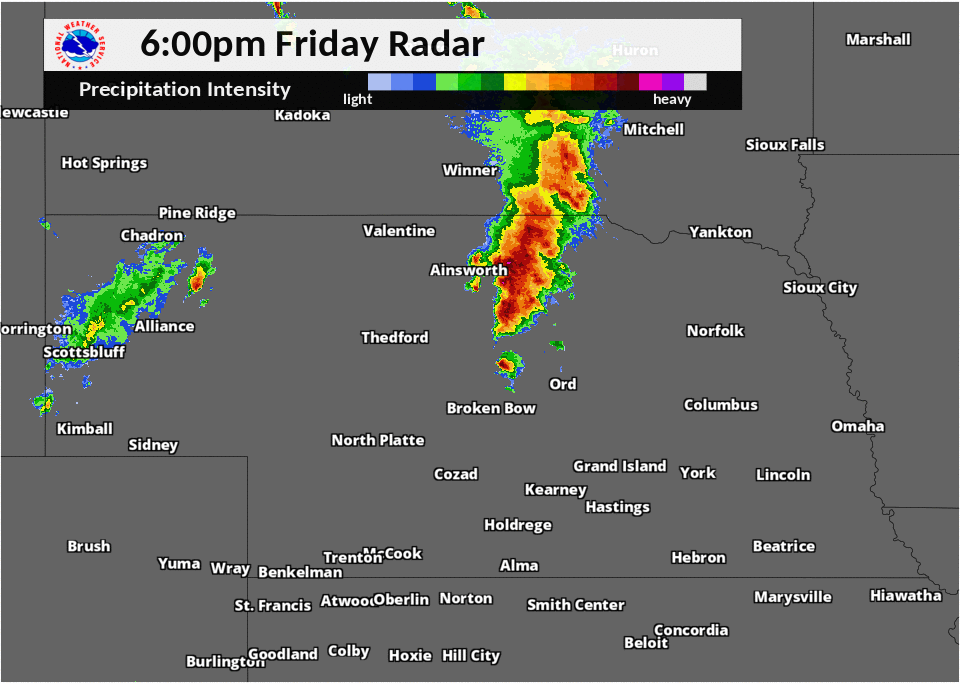 NATIONAL WEATHER SERVICE
6:00pm Friday Radar
Huron
Marshall
Precipitation Intensity
light
heavy
ewcastle
Kadoka
Mitchell
Sioux Falls
Hot Springs
Winner
Pine Ridge
Chadron
Valentine
Yankton
Ainsworth
Sioux City
orrington
Alliance
Thedford
Norfolk
Scottsbluff
Ord
Broken Bow
Columbus
Kimball
Omaha
Sidney
North Platte
Cozad
Grand Island
York
Lincoln
Kearney
Hastings
Holdrege
Brush
Trenton
McCook
Hebron
Beatrice
Yuma
Wray
Benkelman
Alma
St. Francis
Atwood
Oberlin
Norton
Smith Center
Marysville
Hiawatha
Concordia
Beloit
Burlington
Goodland
Colby
Hoxie
Hill City